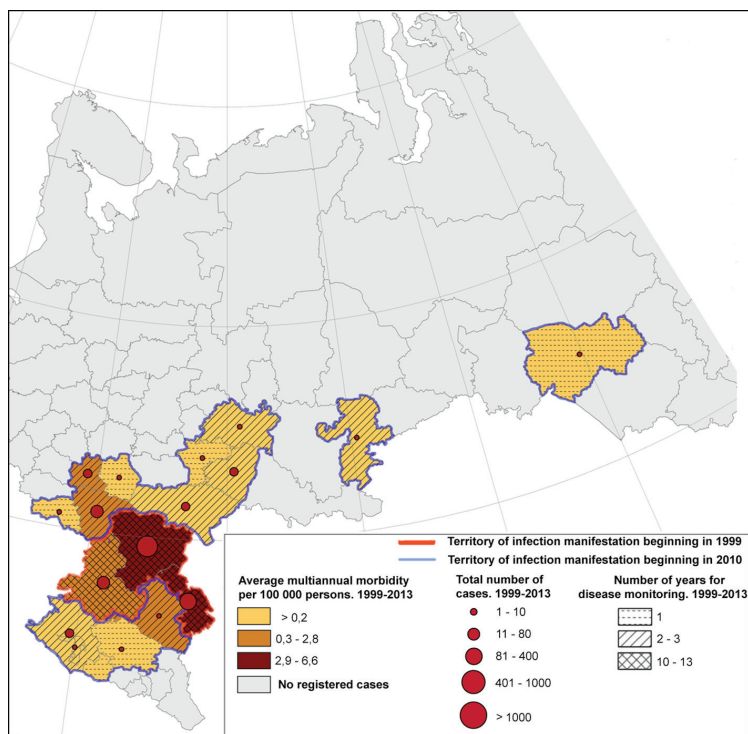 Territory of infection manifestation beginning in 1999
Territory of infection manifestation beginning in 2010
Average multiannual morbidity
per 100 000 persons. 1999-2013
> 0,2
0,3 - 2,8
2,9 - 6,6
No registered cases
Total number of
cases. 1999-2013
1 - 10
11 - 80
81 - 400
401 - 1000
> 1000
Number of years for
disease monitoring. 1999-2013
1
2 - 3
10 - 13